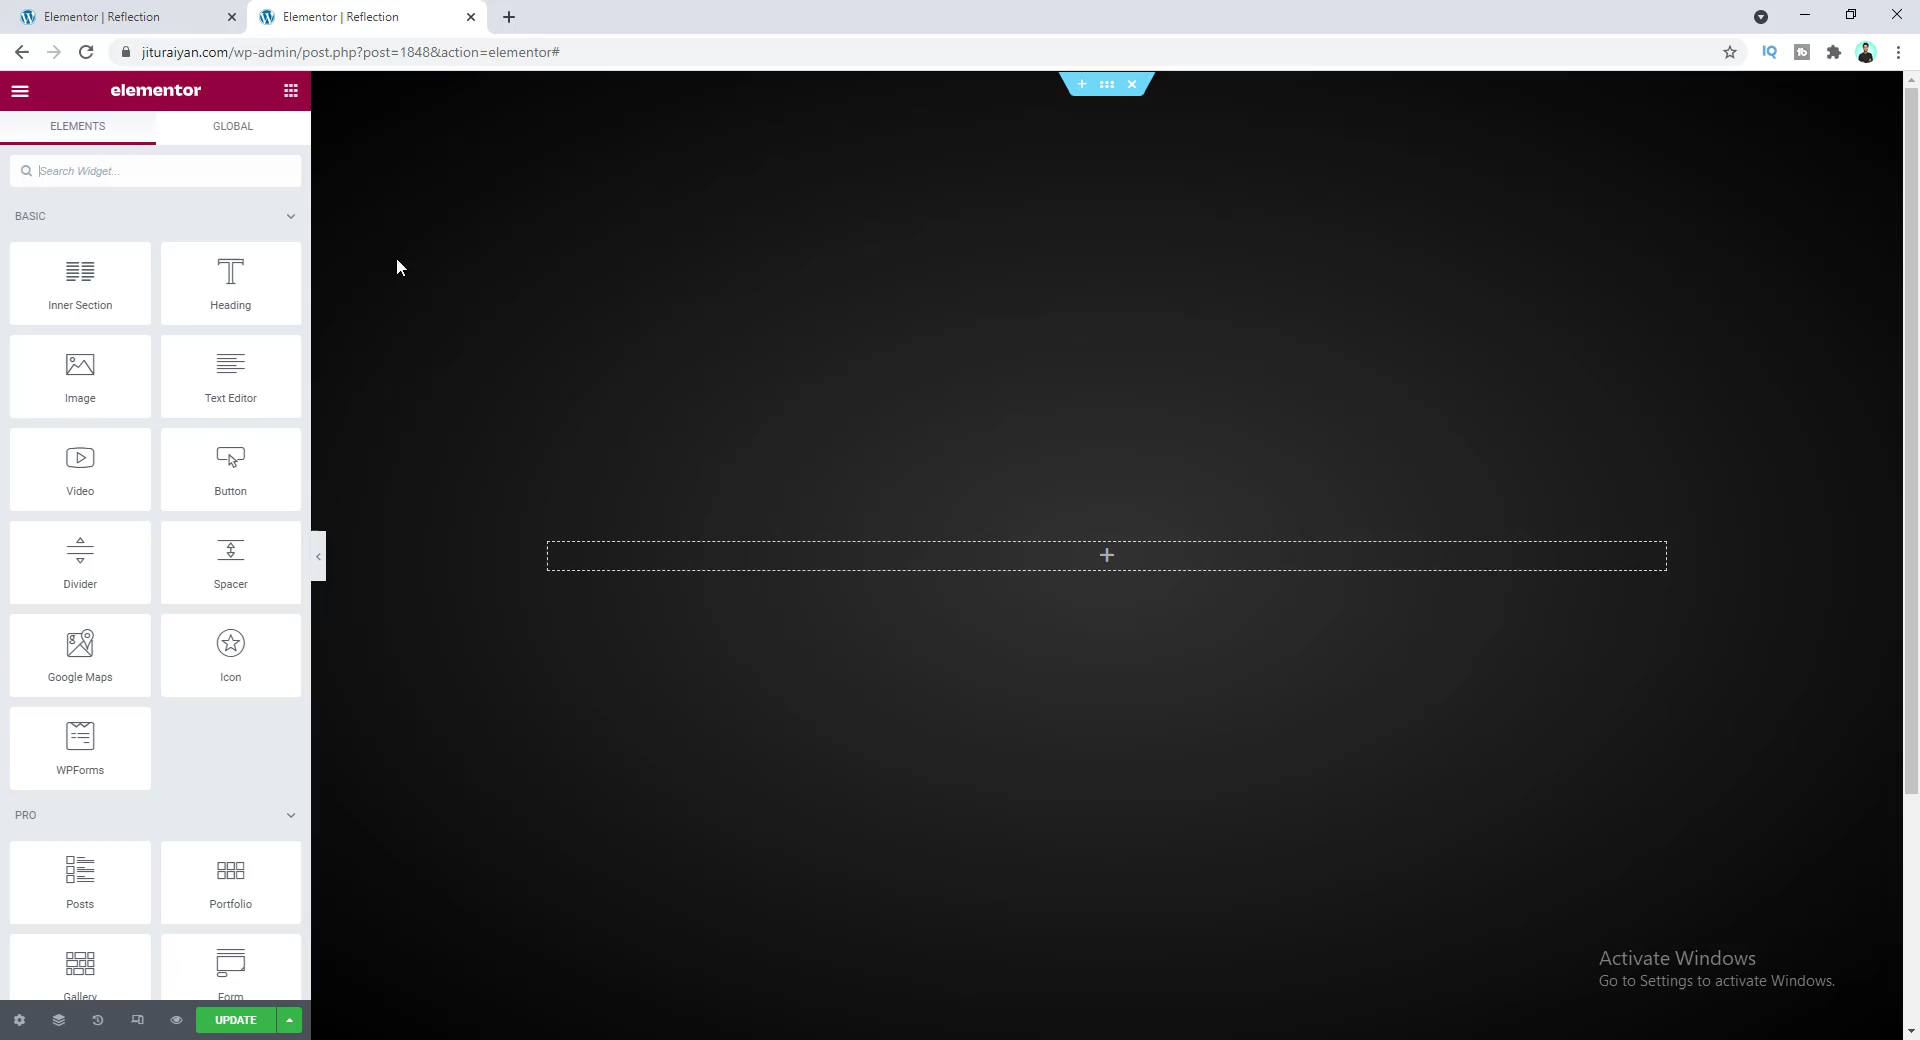 Elementor | Reflection
Elementor | Reflection
jituraiyan.com/wp-admin/post.php?post=1848&action=elementor#
IQ
tb
elementor
ELEMENTS
GLOBAL
Search Widget...
BASIC
Inner Section
Heading
Image
Text Editor
Video
Button
Divider
Spacer
Google Maps
Icon
WPForms
PRO
Posts
Portfolio
Gallery
Form
UPDATE
Activate Windows
Go to Settings to activate Windows.